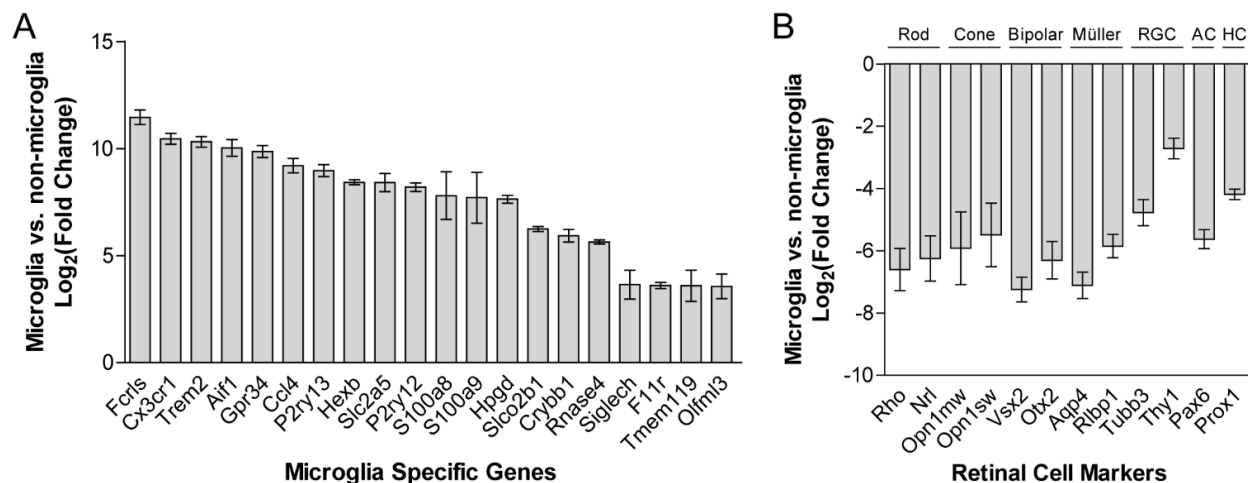 A
Microglia vs. non-microglia
Log2(Fold Change)
15
10
5
0
Fcrls
Cx3cr1
Trem2
Aif1
Gpr34
Ccl4
P2ry13
Hexb
Slc2a5
P2ry12
S100a8
S100a9
Hpgd
Slco2b1
Crybb1
Rnase4
Siglech
F11r
Tmem119
Olfml3
Microglia Specific Genes
B
Rod Cone Bipolar Müller RGC AC HC
Microglia vs. non-microglia
Log2(Fold Change)
0
-2
-4
-6
-8
-10
Rho
Nrl
Opn1mw
Opn1sw
Vsx2
Otx2
Aqp4
Rlbp1
Tubb3
Thy1
Pax6
Prox1
Retinal Cell Markers